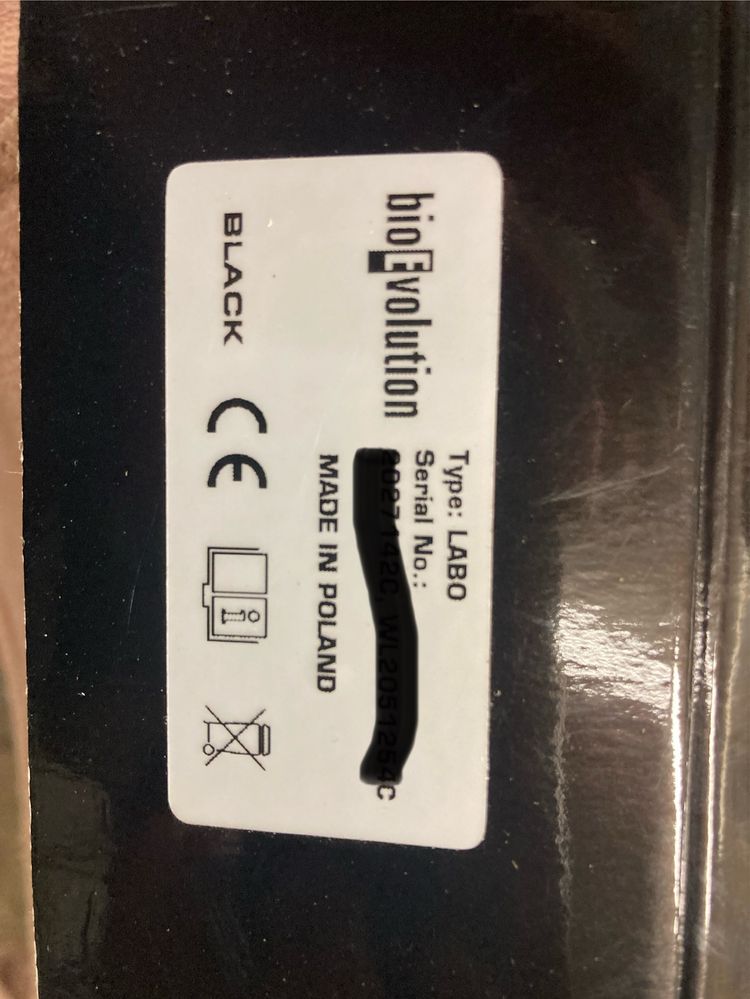 bioEvolution
Type: LABO
Serial No.:
MADE IN POLAND
BLACK
CE